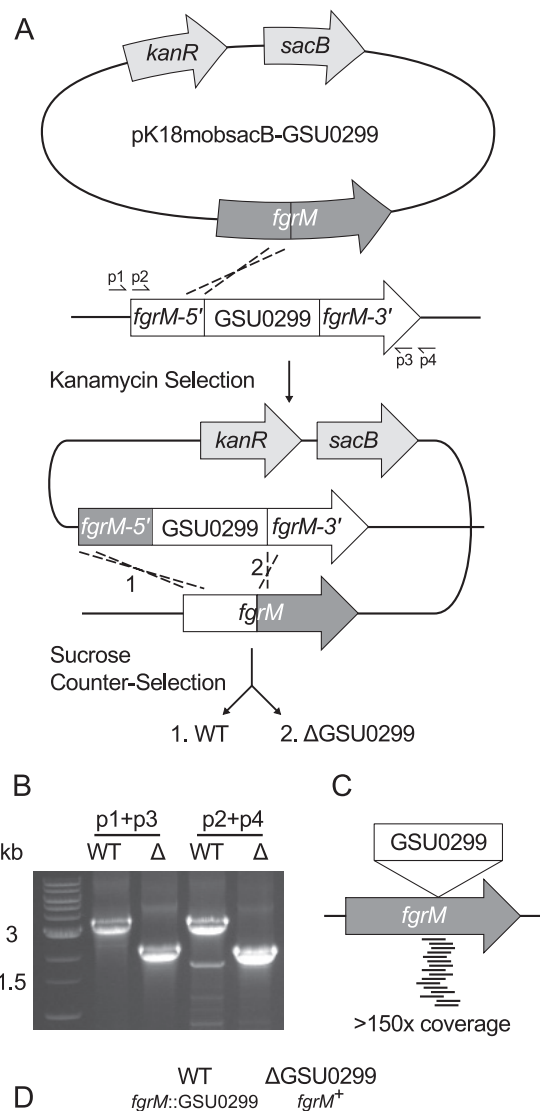 A
kanR sacB
pK18mobsacB-GSU0299
fgrM
p1 p2
fgrM-5' GSU0299 fgrM-3'
p3 p4
Kanamycin Selection
kanR sacB
fgrM-5' GSU0299 fgrM-3'
1 2
fgrM
Sucrose
Counter-Selection
1. WT 2. ΔGSU0299
B
p1+p3 p2+p4
kb WT Δ WT Δ
3
1.5
C
GSU0299
fgrM
>150x coverage
D
WT ΔGSU0299
fgrM::GSU0299 fgrM⁺